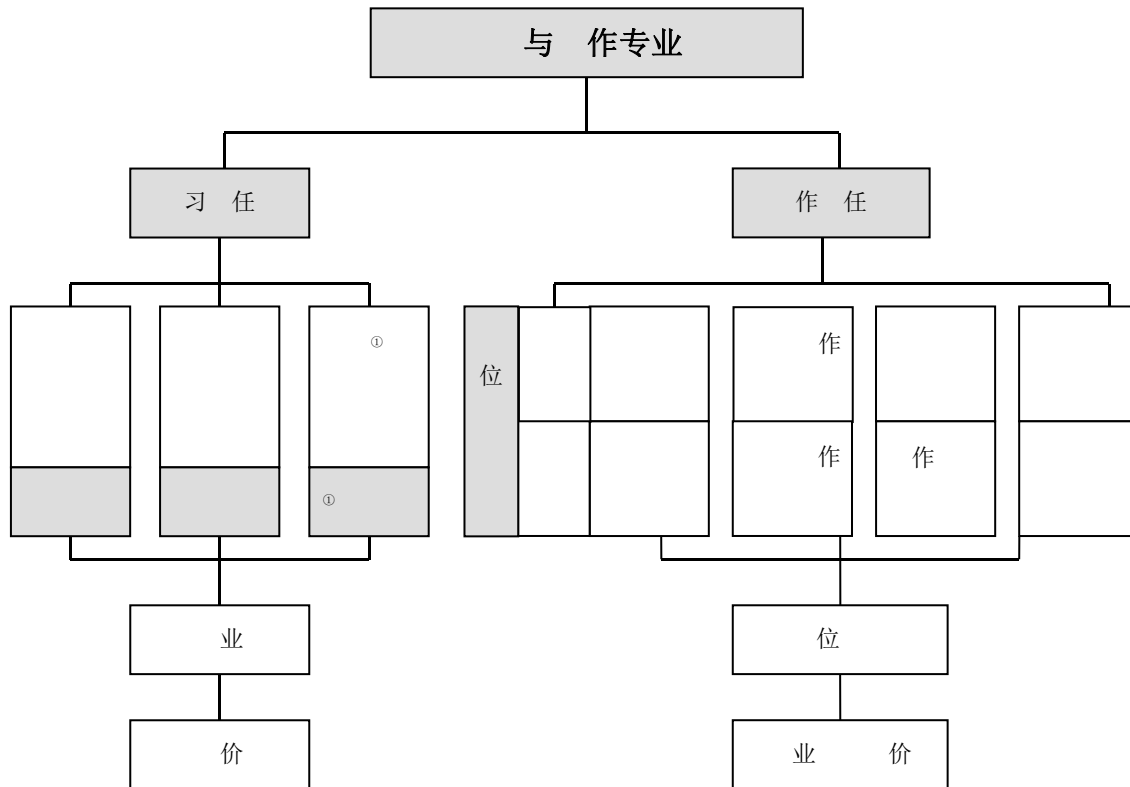 与 作专业
习 任
作 任
①
作
位
作
作
①
业
位
价
业 价